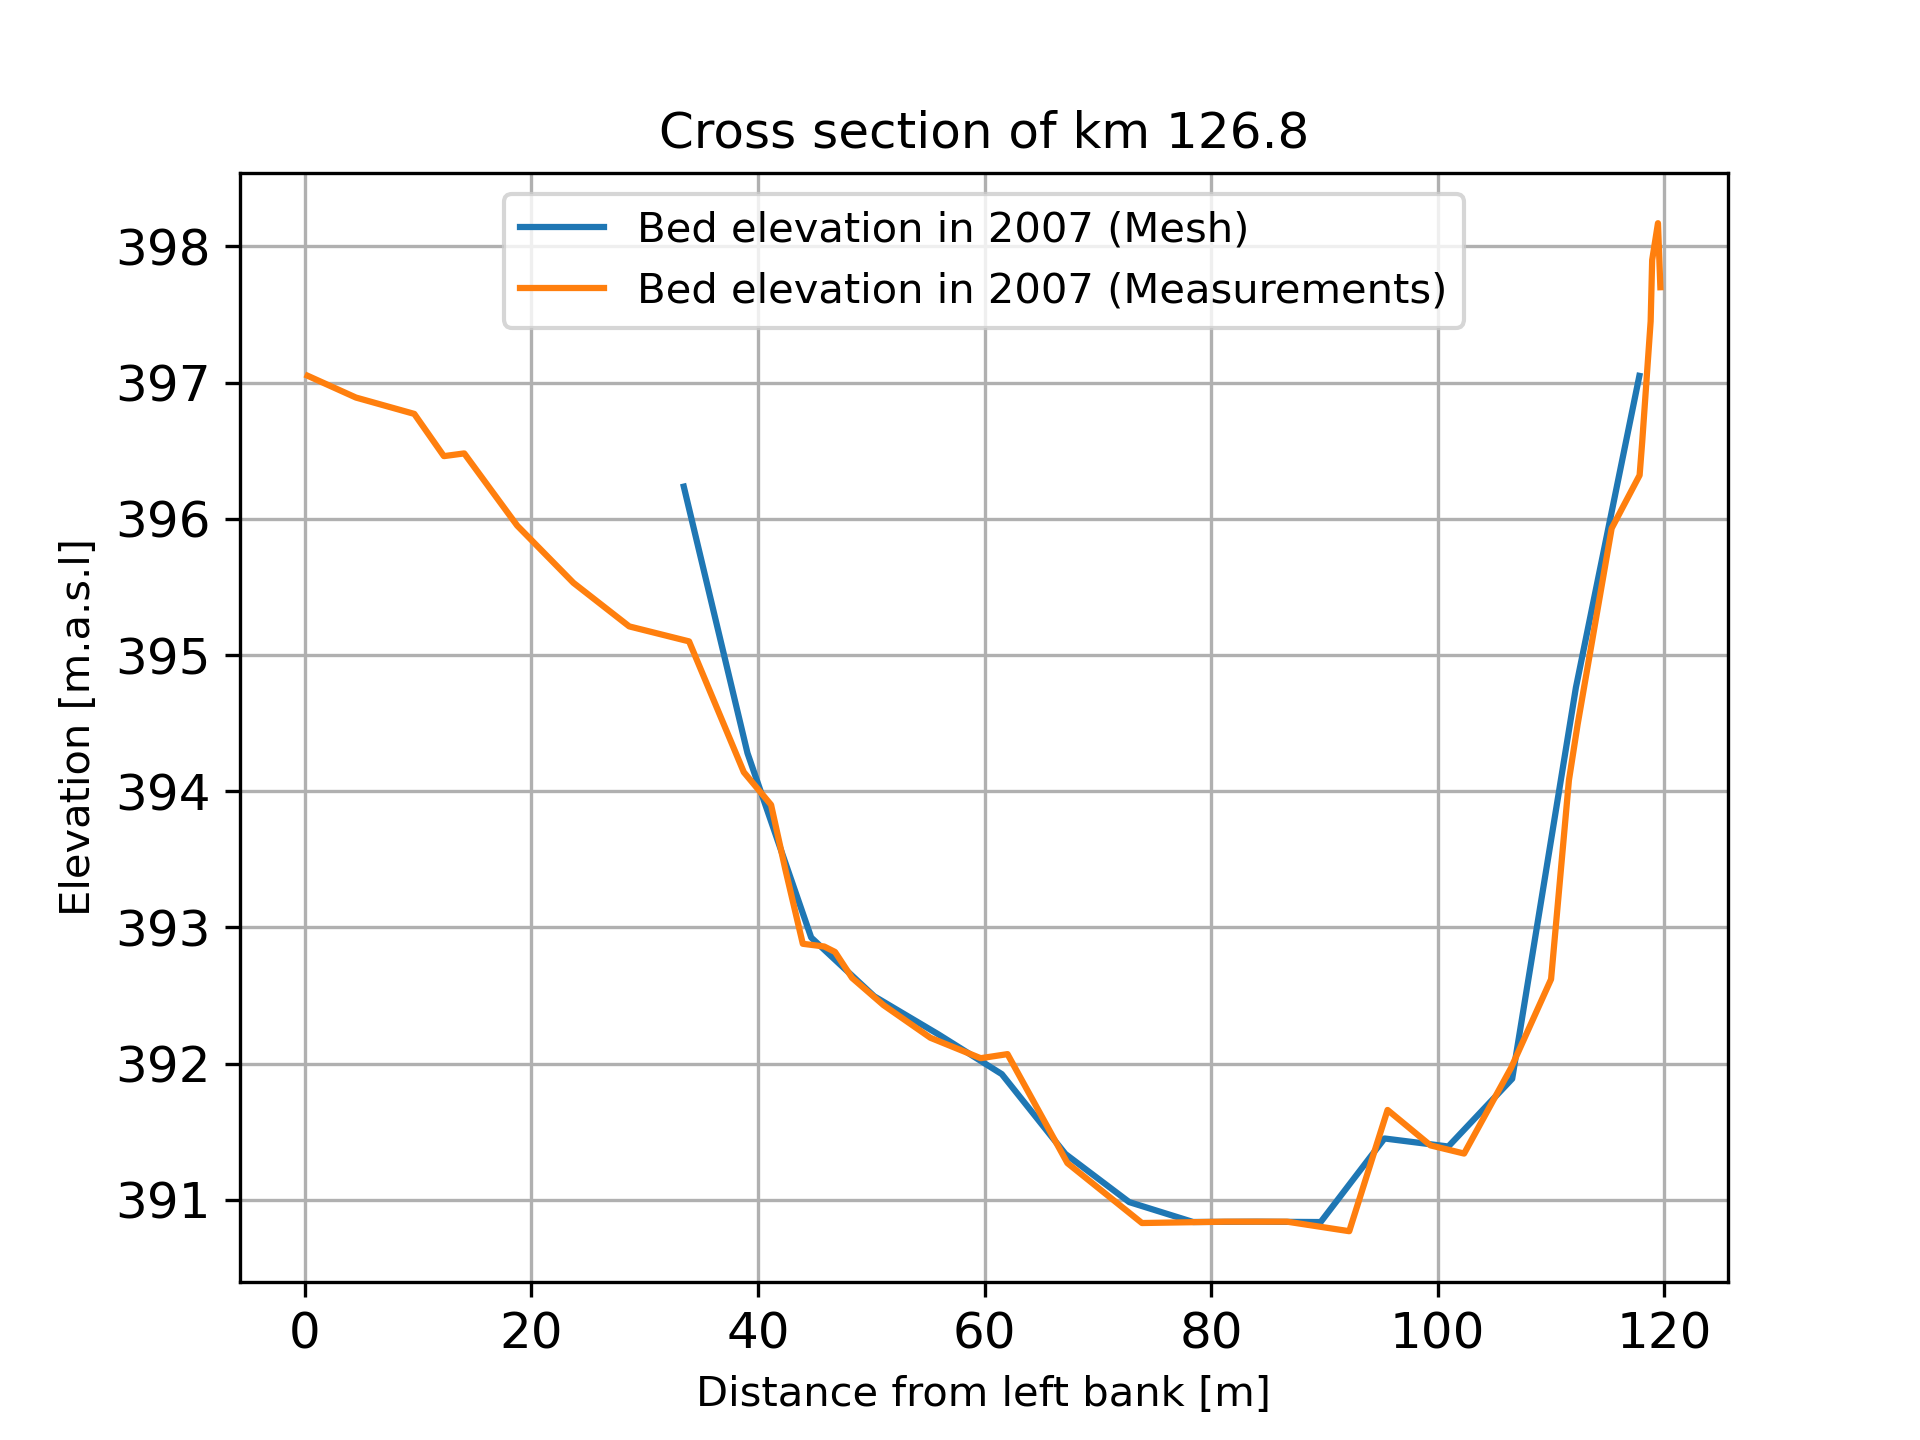 Cross section of km 126.8
Bed elevation in 2007 (Mesh)
Bed elevation in 2007 (Measurements)
398
397
396
395
394
393
392
391
Elevation [m.a.s.l]
0 20 40 60 80 100 120
Distance from left bank [m]